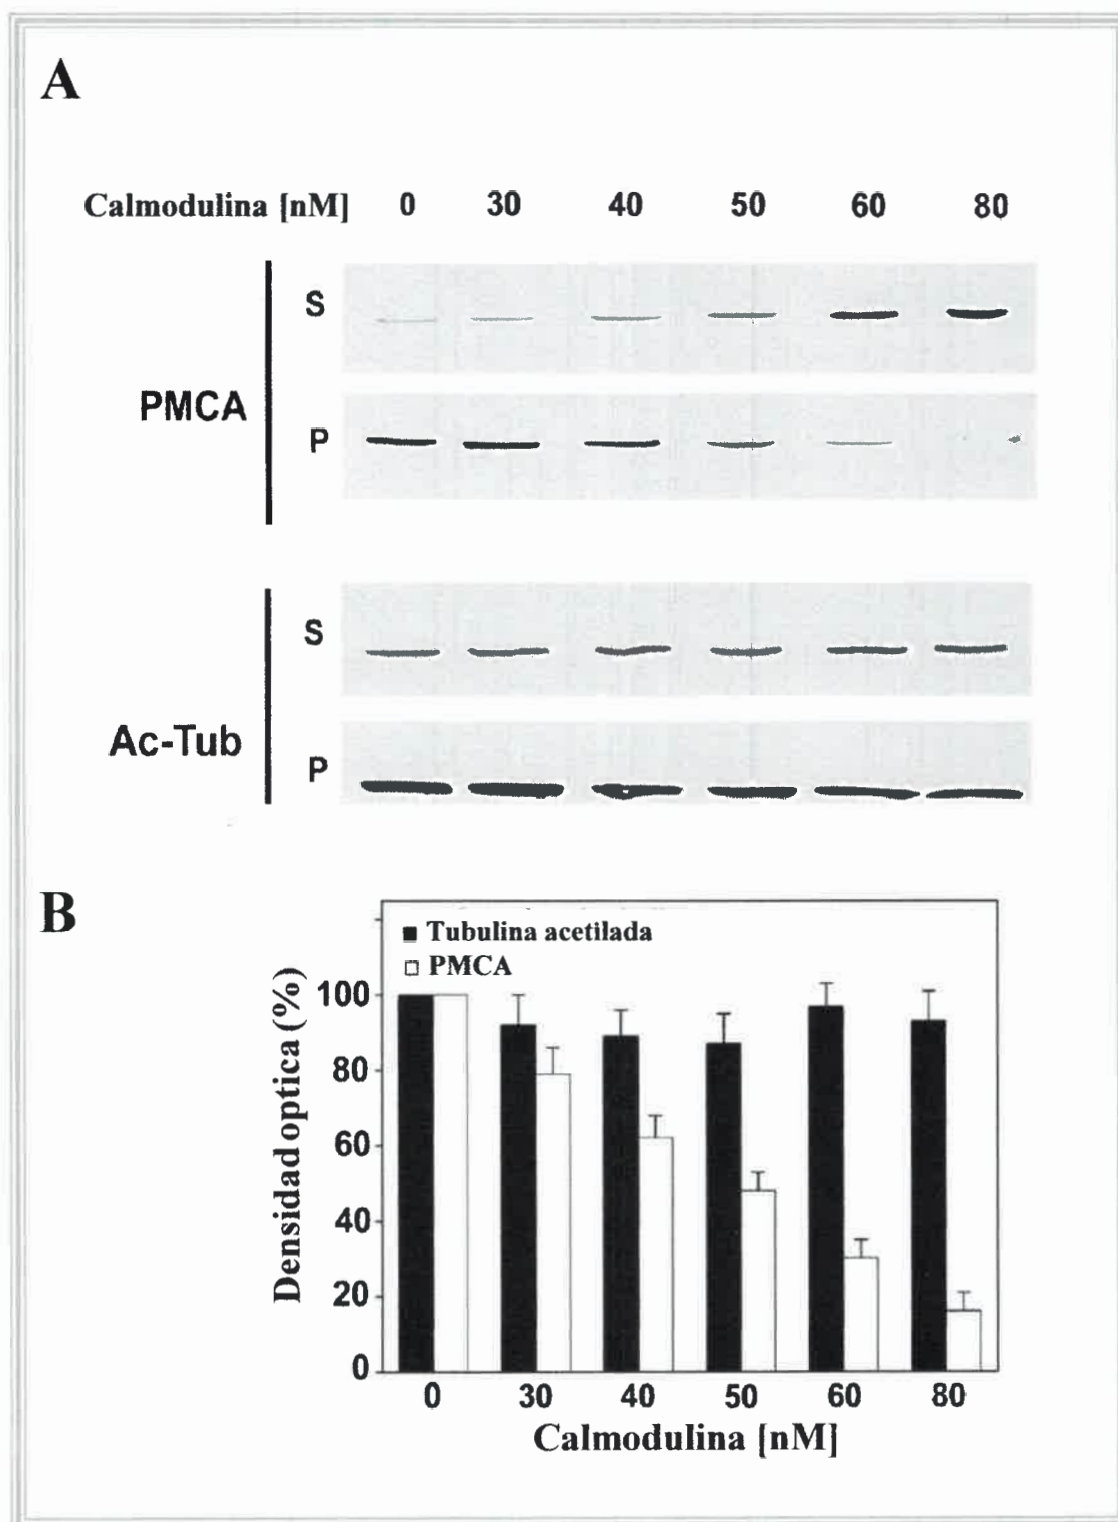 A
Calmodulina [nM] 0 30 40 50 60 80
S
PMCA
P
S
Ac-Tub
P
B
■ Tubulina acetilada
□ PMCA
Densidad optica (%)
100
80
60
40
20
0
0 30 40 50 60 80
Calmodulina [nM]